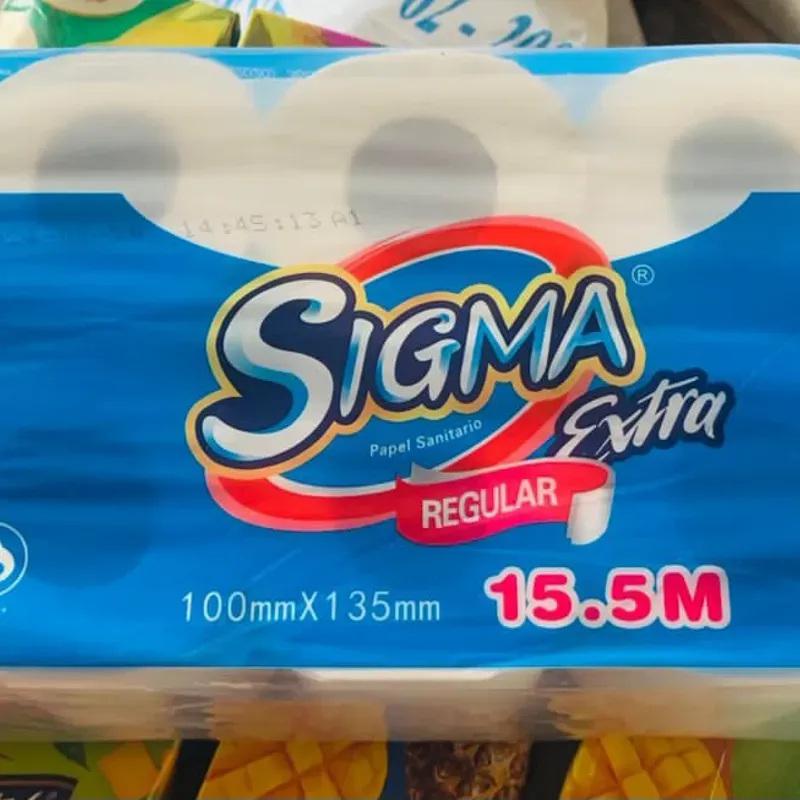 14:45:13 A1
SIGMA®
Extra
Papel Sanitario
REGULAR
100mmX135mm
15.5M